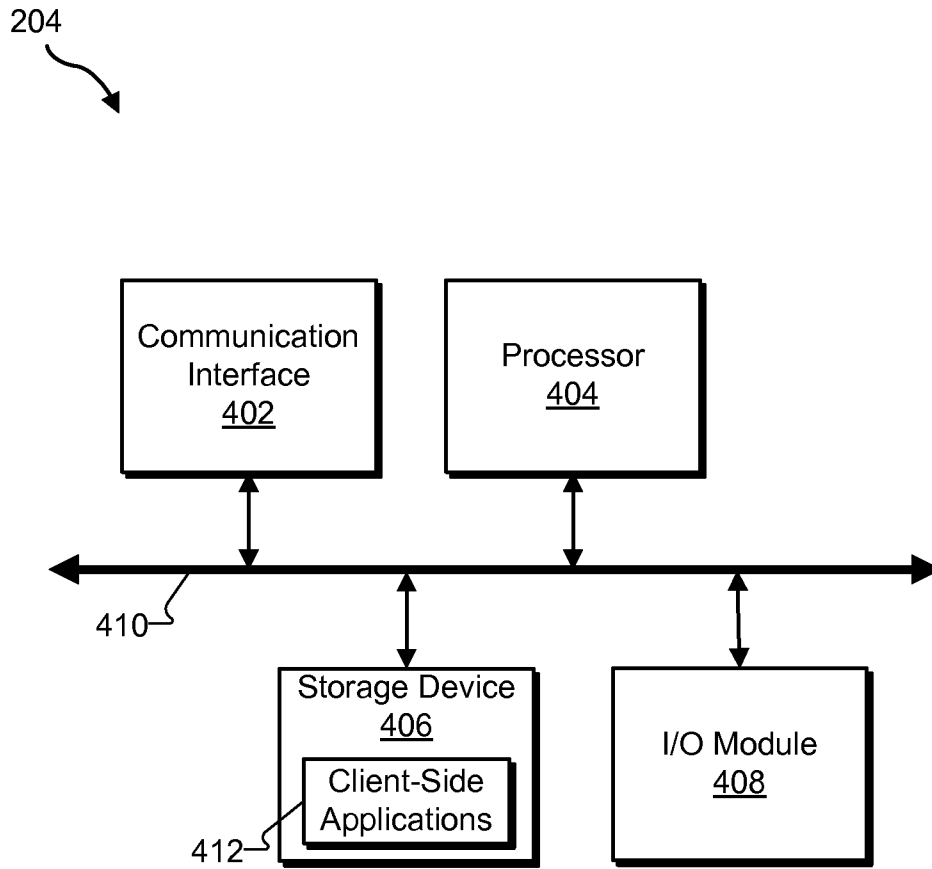 204
Communication
Interface
402
Processor
404
410
Storage Device
406
Client-Side
Applications
412
I/O Module
408